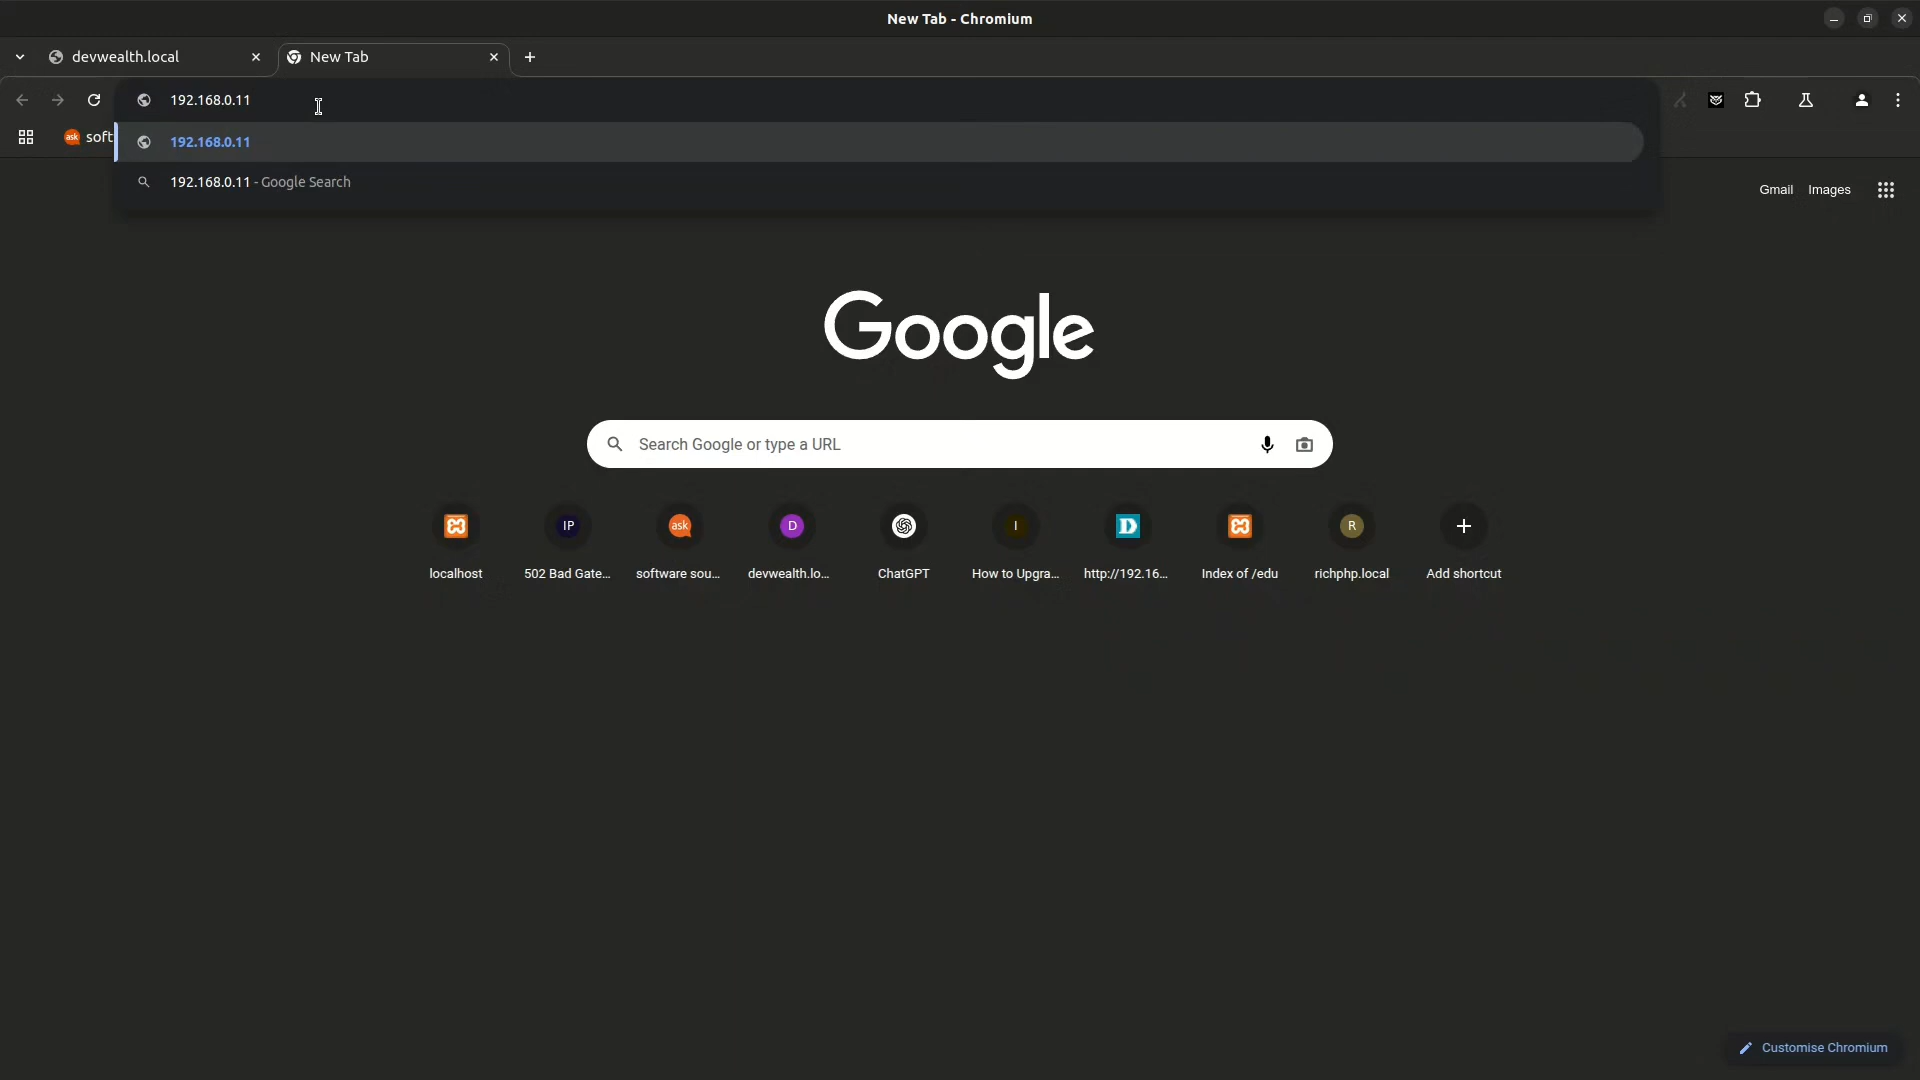 New Tab - Chromium
devwealth.local
New Tab
192.168.0.11
ask soft
192.168.0.11
192.168.0.11 - Google Search
Gmail Images
Google
Search Google or type a URL
IP ask D I D R
localhost 502 Bad Gate... software sou... devwealth.lo... ChatGPT How to Upgra... http://192.16... Index of /edu richphp.local Add shortcut
Customise Chromium